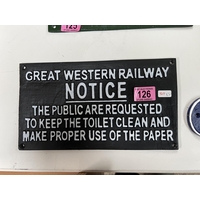 125
GREAT WESTERN RAILWAY
NOTICE
126
THE PUBLIC ARE REQUESTED
TO KEEP THE TOILET CLEAN AND
MAKE PROPER USE OF THE PAPER